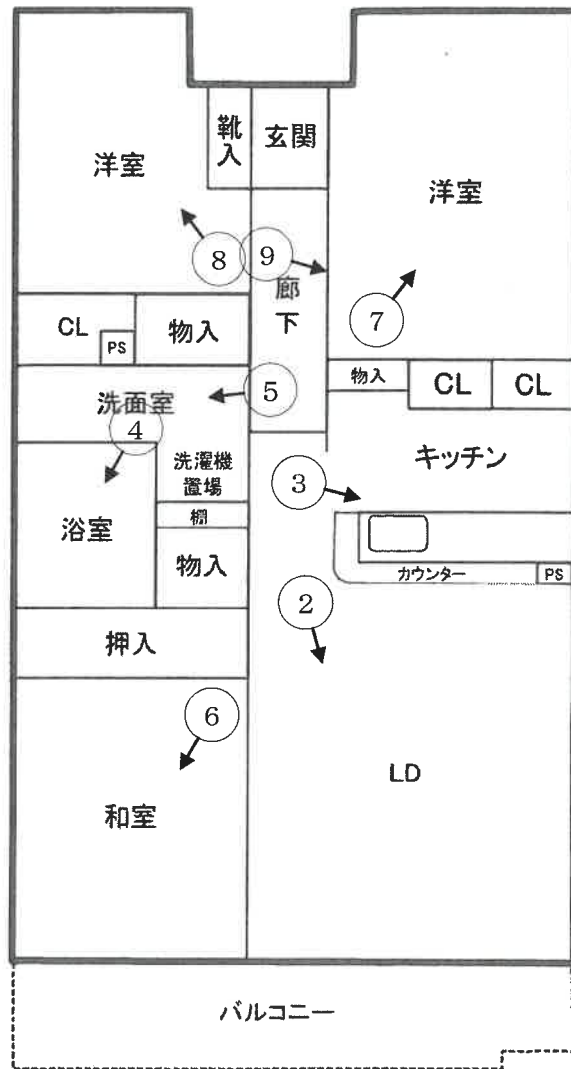 靴入
玄関
洋室
洋室
⑧
⑨
廊下
⑦
CL
PS
物入
物入
CL
CL
洗面室
⑤
④
洗濯機
置場
キッチン
③
浴室
棚
物入
カウンター
PS
②
押入
⑥
LD
和室
バルコニー